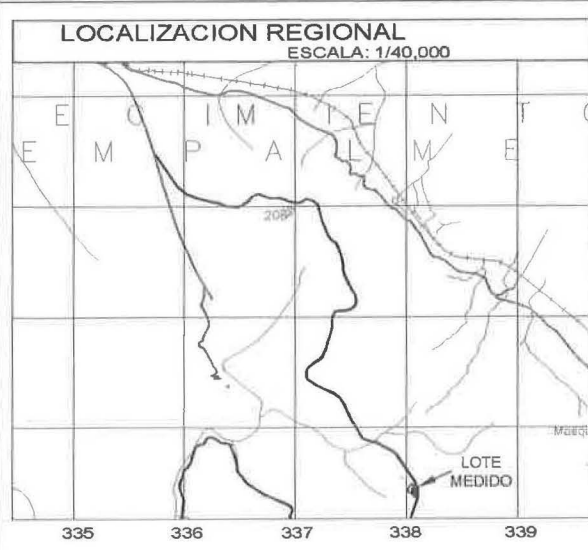 LOCALIZACION REGIONAL
ESCALA: 1/40,000
E C I M I E N T O
E M P A L M E
208
LOTE
MEDIDO
335 336 337 338 339